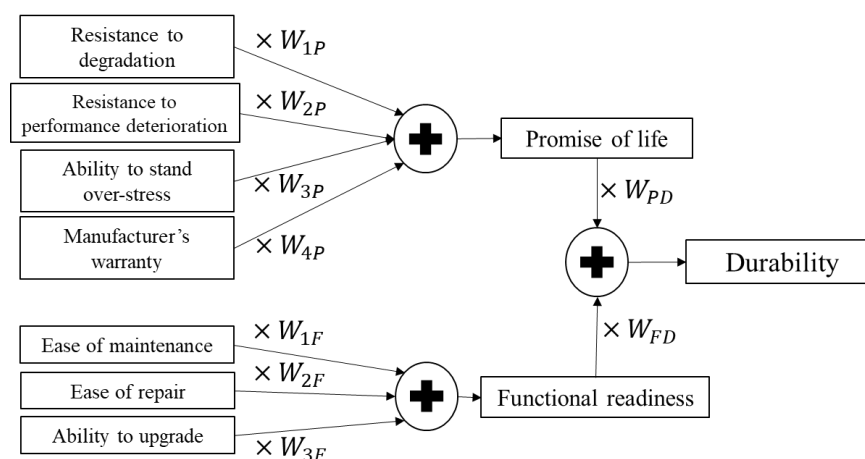 Resistance to
degradation
× W1P
Resistance to
performance deterioration
× W2P
Ability to stand
over-stress
× W3P
Manufacturer's
warranty
× W4P
Promise of life
× WPD
Durability
× WFD
Ease of maintenance
× W1F
Ease of repair
× W2F
Ability to upgrade
× W3F
Functional readiness